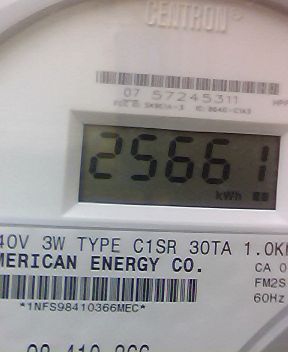 CENTRON®
07 57245311
25661
kWh
40V 3W TYPE C1SR 30TA 1.0K
MERICAN ENERGY CO.
CA 0
FM2S
60Hz
*1NFS98410366MEC*